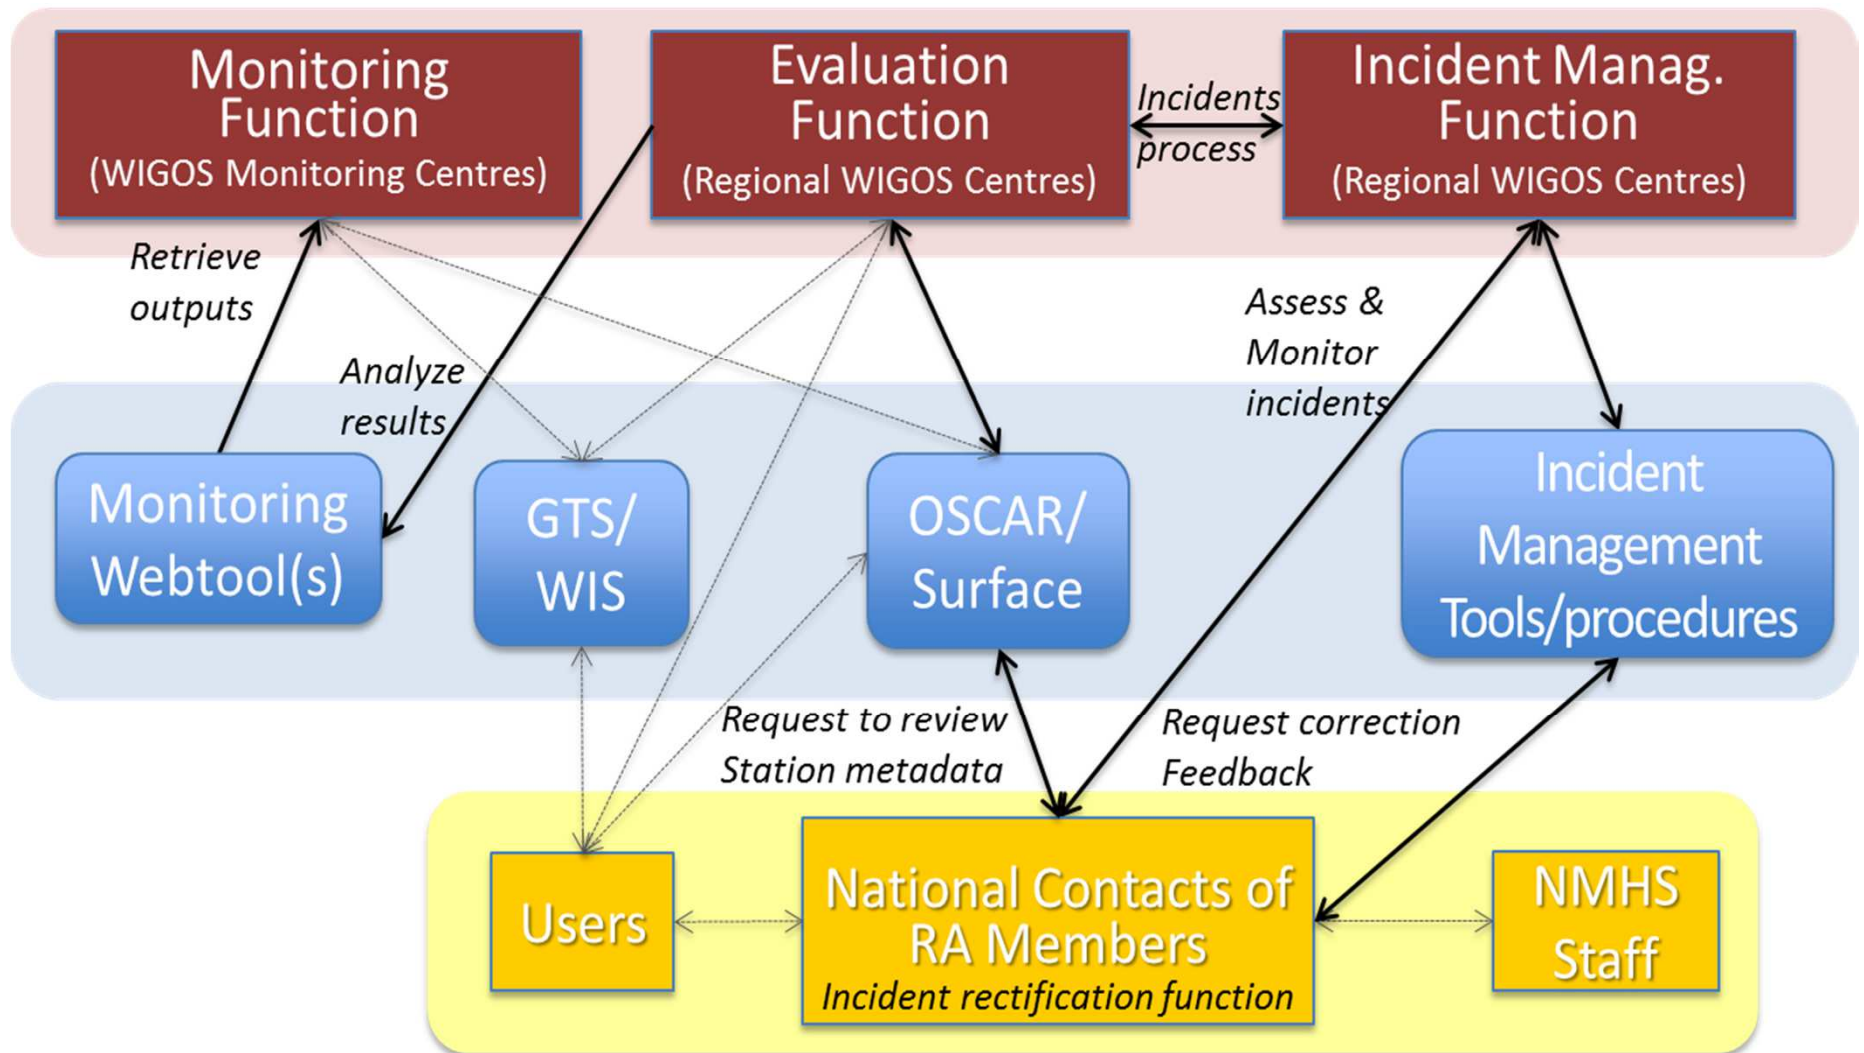 Monitoring
Function
(WIGOS Monitoring Centres)
Evaluation
Function
(Regional WIGOS Centres)
Incidents
process
Incident Manag.
Function
(Regional WIGOS Centres)
Retrieve
outputs
Analyze
results
Assess &
Monitor
incidents
Monitoring
Webtool(s)
GTS/
WIS
OSCAR/
Surface
Incident
Management
Tools/procedures
Request to review
Station metadata
Request correction
Feedback
Users
National Contacts of
RA Members
Incident rectification function
NMHS
Staff